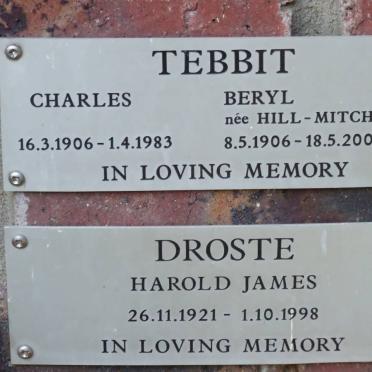 TEBBIT
CHARLES BERYL
née HILL-MITCH
16.3.1906 - 1.4.1983 8.5.1906 - 18.5.200
IN LOVING MEMORY
DROSTE
HAROLD JAMES
26.11.1921 - 1.10.1998
IN LOVING MEMORY